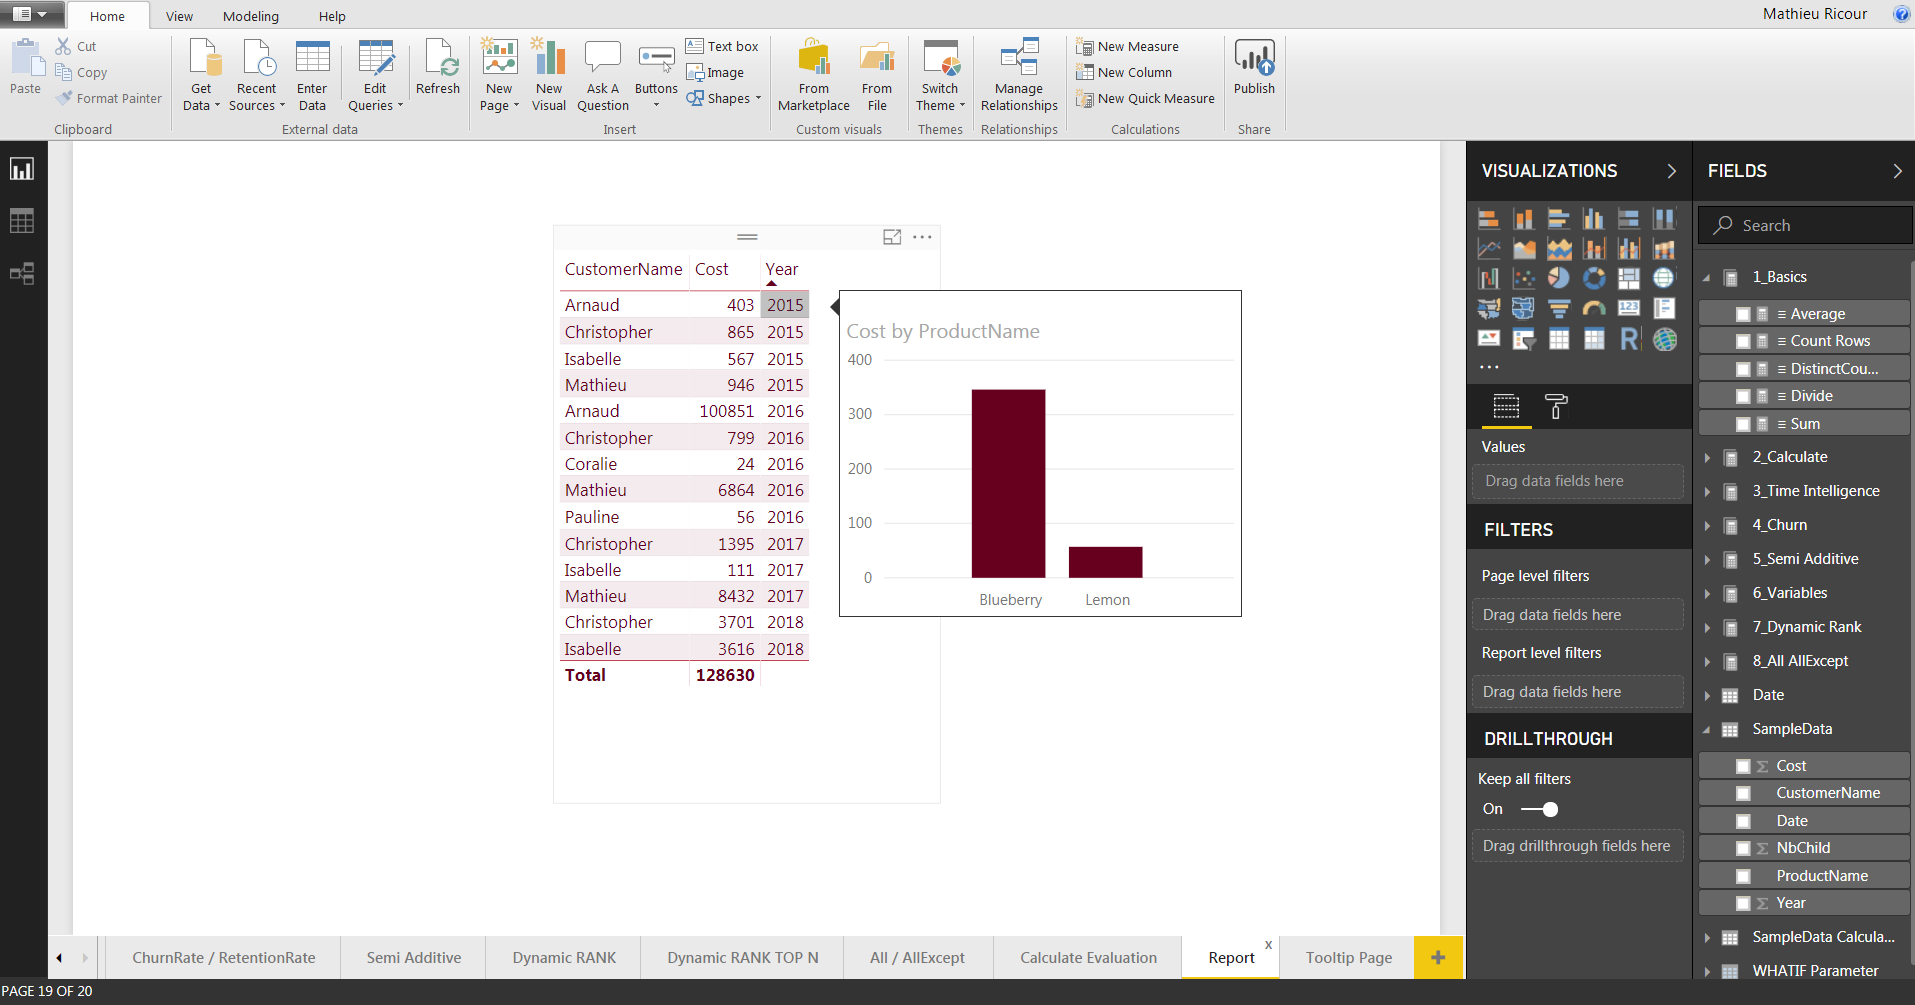 Home
View
Modeling
Help
Mathieu Ricour
?
Paste
Cut
Copy
Format Painter
Clipboard
Get Data
Recent Sources
Enter Data
External data
Edit Queries
Refresh
New Page
New Visual
Ask A Question
Buttons
Text box
Image
Shapes
Insert
From Marketplace
From File
Custom visuals
Switch Theme
Themes
Manage Relationships
Relationships
New Measure
New Column
New Quick Measure
Calculations
Publish
Share
CustomerName Cost Year
Arnaud 403 2015
Christopher 865 2015
Isabelle 567 2015
Mathieu 946 2015
Arnaud 100851 2016
Christopher 799 2016
Coralie 24 2016
Mathieu 6864 2016
Pauline 56 2016
Christopher 1395 2017
Isabelle 111 2017
Mathieu 8432 2017
Christopher 3701 2018
Isabelle 3616 2018
Total 128630
Cost by ProductName
400
300
200
100
0
Blueberry Lemon
VISUALIZATIONS
123
R
...
Values
Drag data fields here
FILTERS
Page level filters
Drag data fields here
Report level filters
Drag data fields here
DRILLTHROUGH
Keep all filters
On
Drag drillthrough fields here
FIELDS
Search
1_Basics
Average
Count Rows
DistinctCou...
Divide
Sum
2_Calculate
3_Time Intelligence
4_Churn
5_Semi Additive
6_Variables
7_Dynamic Rank
8_All AllExcept
Date
SampleData
Σ Cost
CustomerName
Date
Σ NbChild
ProductName
Σ Year
SampleData Calcula...
WHATIF Parameter
ChurnRate / RetentionRate
Semi Additive
Dynamic RANK
Dynamic RANK TOP N
All / AllExcept
Calculate Evaluation
Report
x
Tooltip Page
+
PAGE 19 OF 20